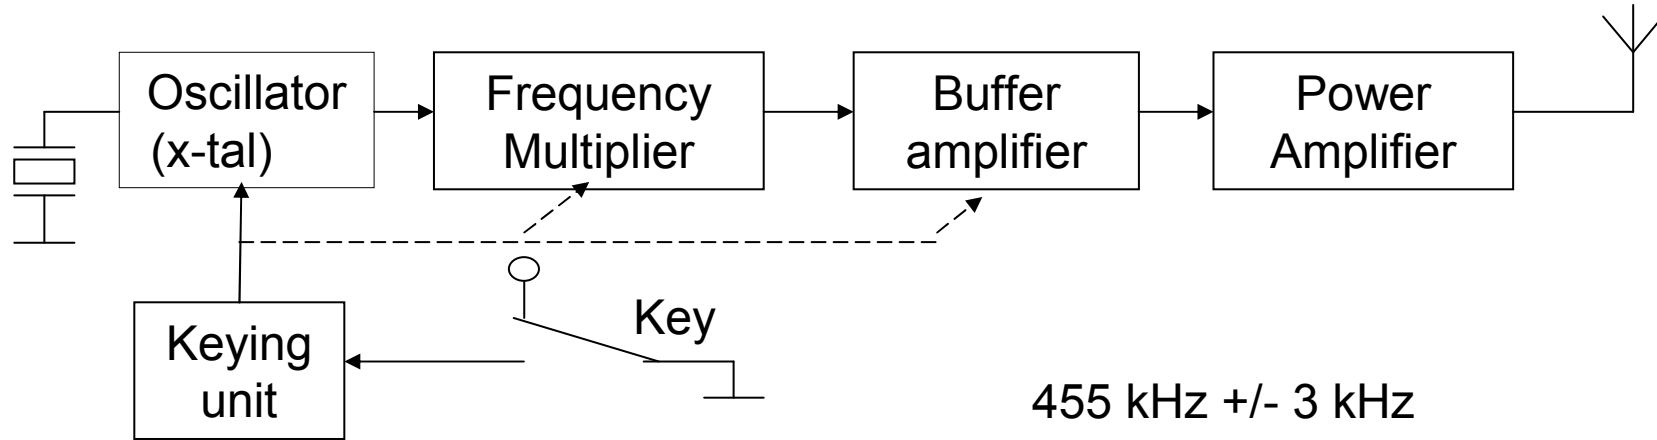 Oscillator
(x-tal)
Frequency
Multiplier
Buffer
amplifier
Power
Amplifier
Keying
unit
Key
455 kHz +/- 3 kHz